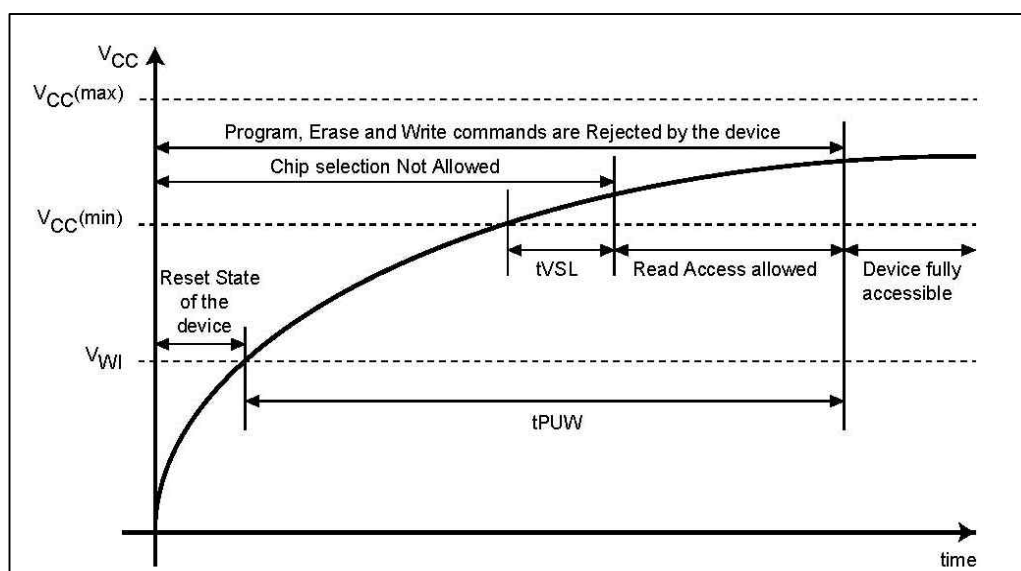 VCC
VCC(max)
Program, Erase and Write commands are Rejected by the device
Chip selection Not Allowed
VCC(min)
tVSL
Read Access allowed
Device fully
accessible
Reset State
of the
device
VWI
tPUW
time